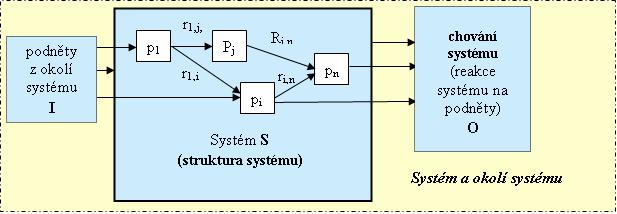 podněty
z okolí
systému
I
p1
r1,j,
Pj
Ri n
r1,i
pi
ri,n
pn
Systém S
(struktura systému)
chování
systému
(reakce
systému na
podněty)
O
Systém a okolí systému